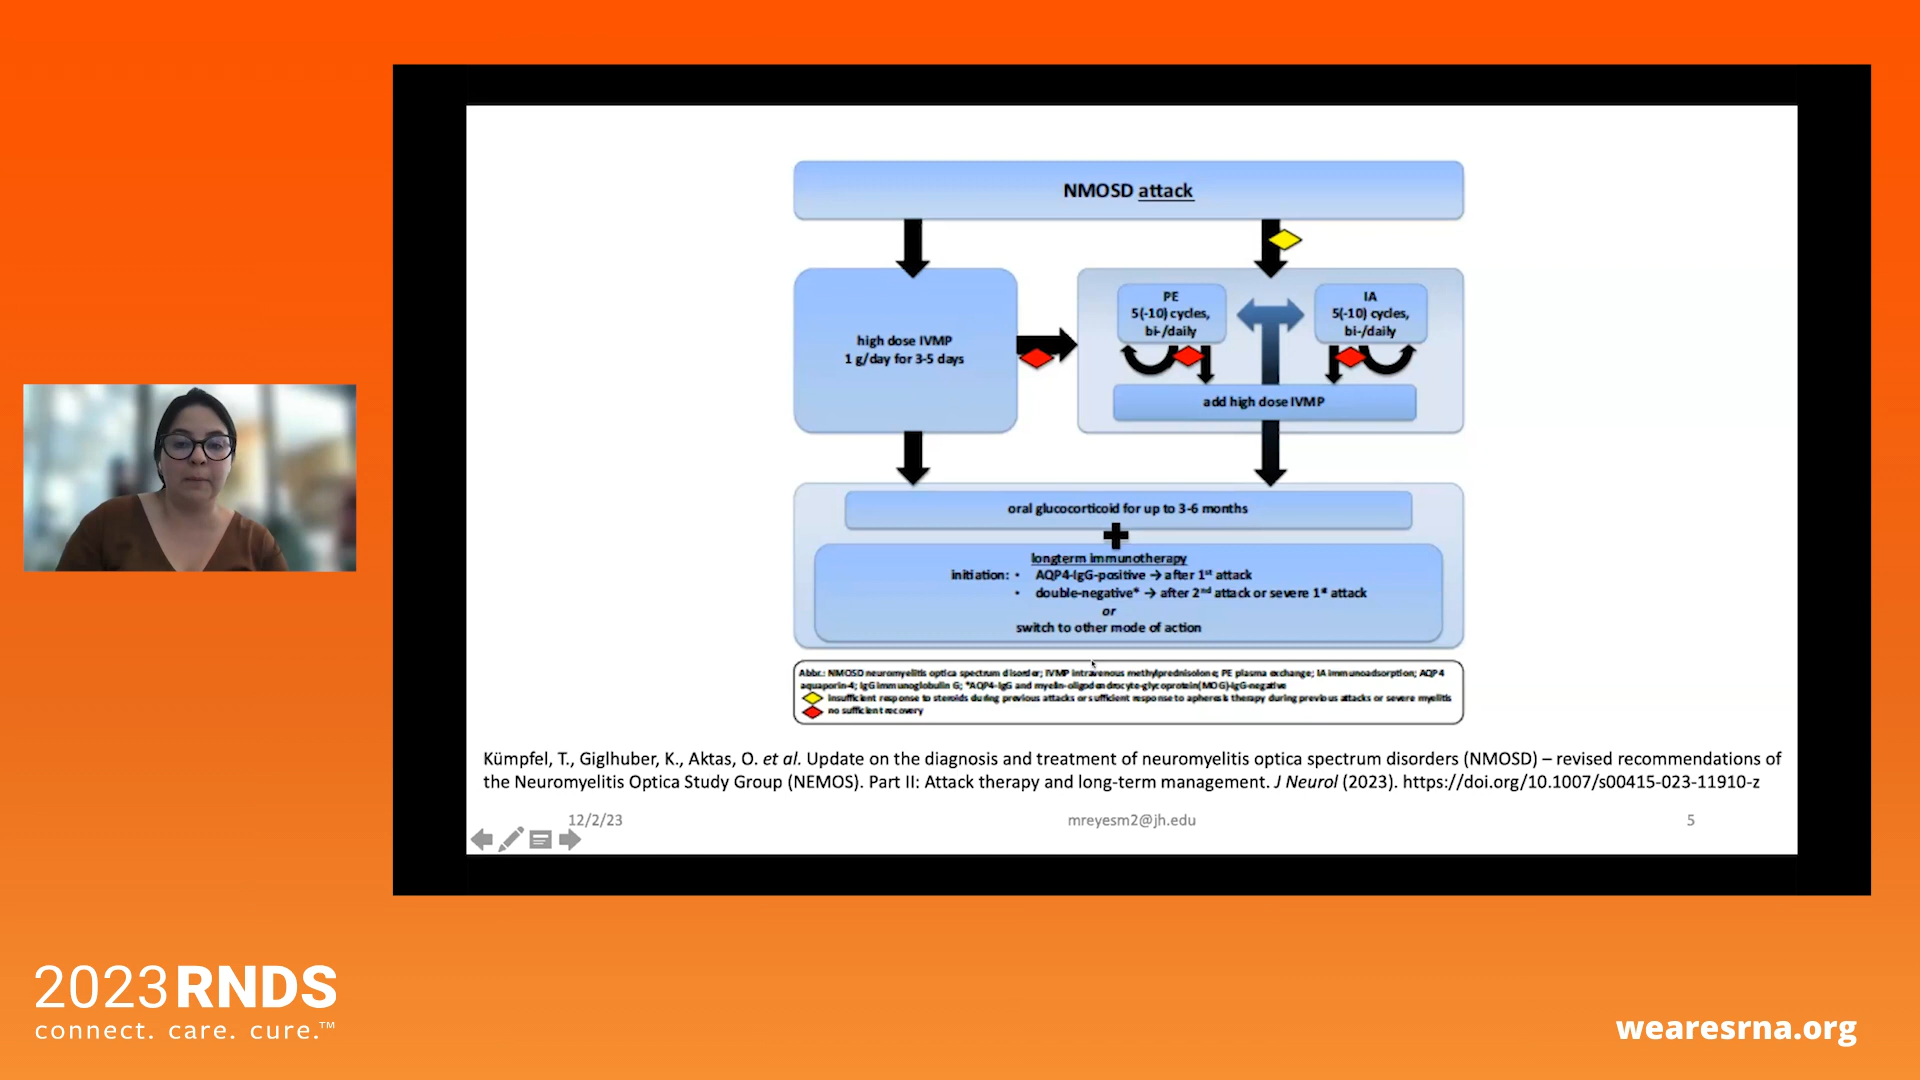 NMOSD attack
high dose IVMP
1 g/day for 3-5 days
PE
5(-10) cycles,
bi-/daily
IA
5(-10) cycles,
bi-/daily
add high dose IVMP
oral glucocorticoid for up to 3-6 months
longterm immunotherapy
initiation: • AQP4-IgG-positive → after 1st attack
• double-negative* → after 2nd attack or severe 1st attack
or
switch to other mode of action
Abbr.: NMOSD neuromyelitis optica spectrum disorder; IVMP intravenous methylprednisolone; PE plasma exchange; IA immunoadsorption; AQP4
aquaporin-4; IgG immunoglobulin G; *AQP4-IgG and myelin-oligodendrocyte-glycoprotein(MOG)-IgG-negative
insufficient response to steroids during previous attacks or sufficient response to apheresis therapy during previous attacks or severe myelitis
no sufficient recovery
Kümpfel, T., Giglhuber, K., Aktas, O. et al. Update on the diagnosis and treatment of neuromyelitis optica spectrum disorders (NMOSD) – revised recommendations of
the Neuromyelitis Optica Study Group (NEMOS). Part II: Attack therapy and long-term management. J Neurol (2023). https://doi.org/10.1007/s00415-023-11910-z
12/2/23
mreyesm2@jh.edu
5
2023 RNDS
connect. care. cure.™
wearesrna.org